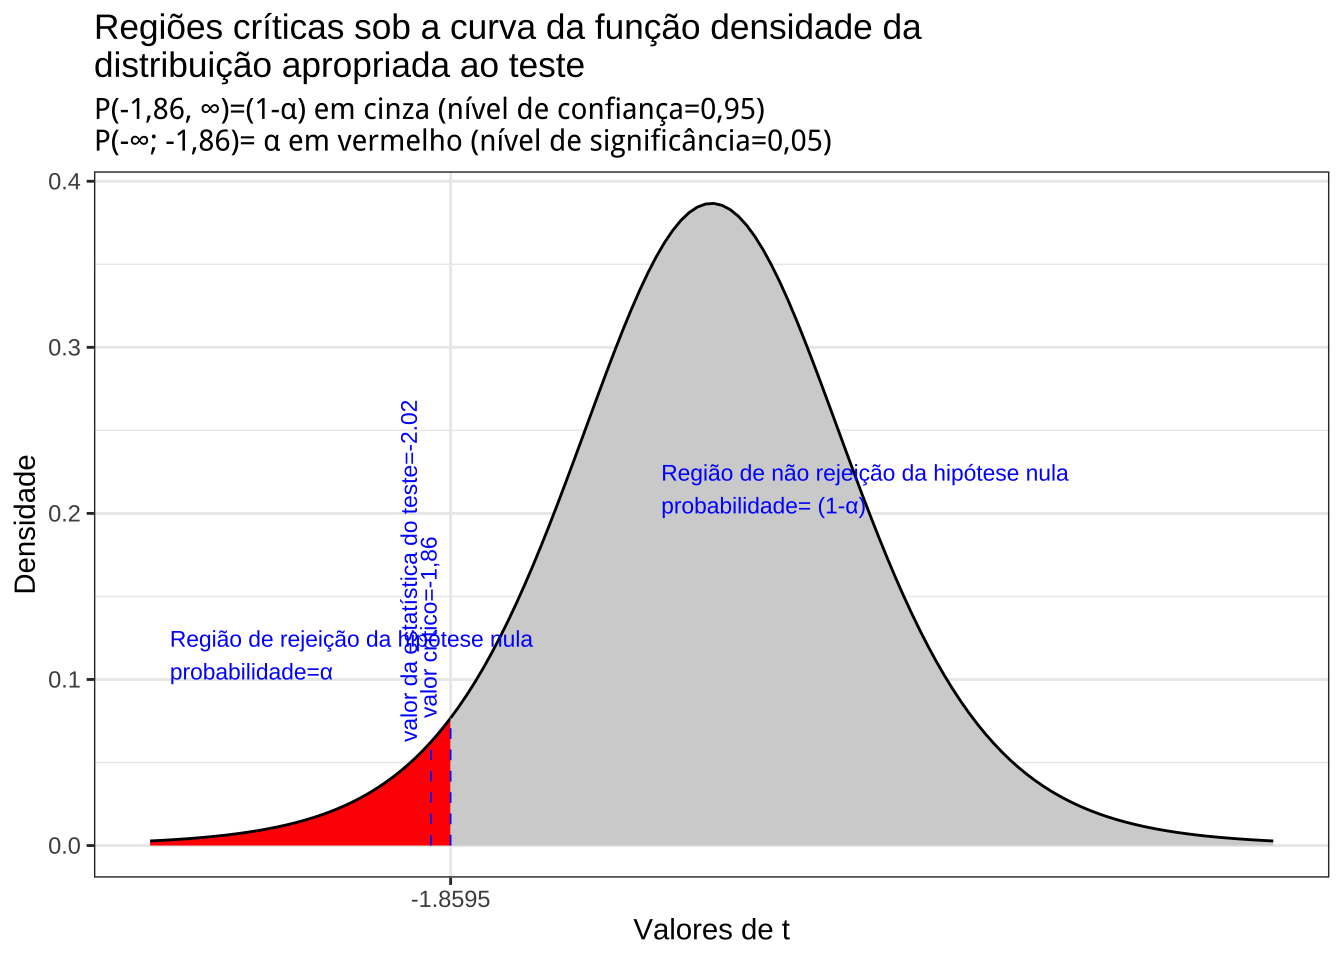 Regiões críticas sob a curva da função densidade da
distribuição apropriada ao teste
P(-1,86, ∞)=(1-α) em cinza (nível de confiança=0,95)
P(-∞; -1,86)= α em vermelho (nível de significância=0,05)
Densidade
0.4
0.3
0.2
0.1
0.0
valor da estatística do teste=-2.02
valor crítico=-1,86
Região de não rejeição da hipótese nula
probabilidade= (1-α)
Região de rejeição da hipótese nula
probabilidade=α
-1.8595
Valores de t